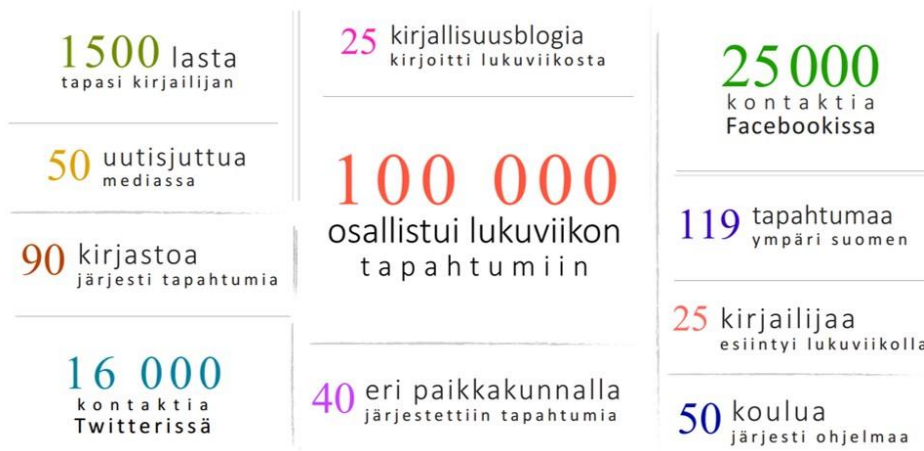 1500 lasta
tapasi kirjailijan
50 uutisjuttua
mediassa
90 kirjastoa
järjesti tapahtumia
16 000
kontaktia
Twitterissä
25 kirjallisuusblogia
kirjoitti lukuviikosta
100 000
osallistui lukuviikon
tapahtumiin
40 eri paikkakunnalla
järjestettiin tapahtumia
25000
kontaktia
Facebookissa
119 tapahtumaa
ympäri suomen
25 kirjailijaa
esiintyi lukuviikolla
50 koulua
järjesti ohjelmaa